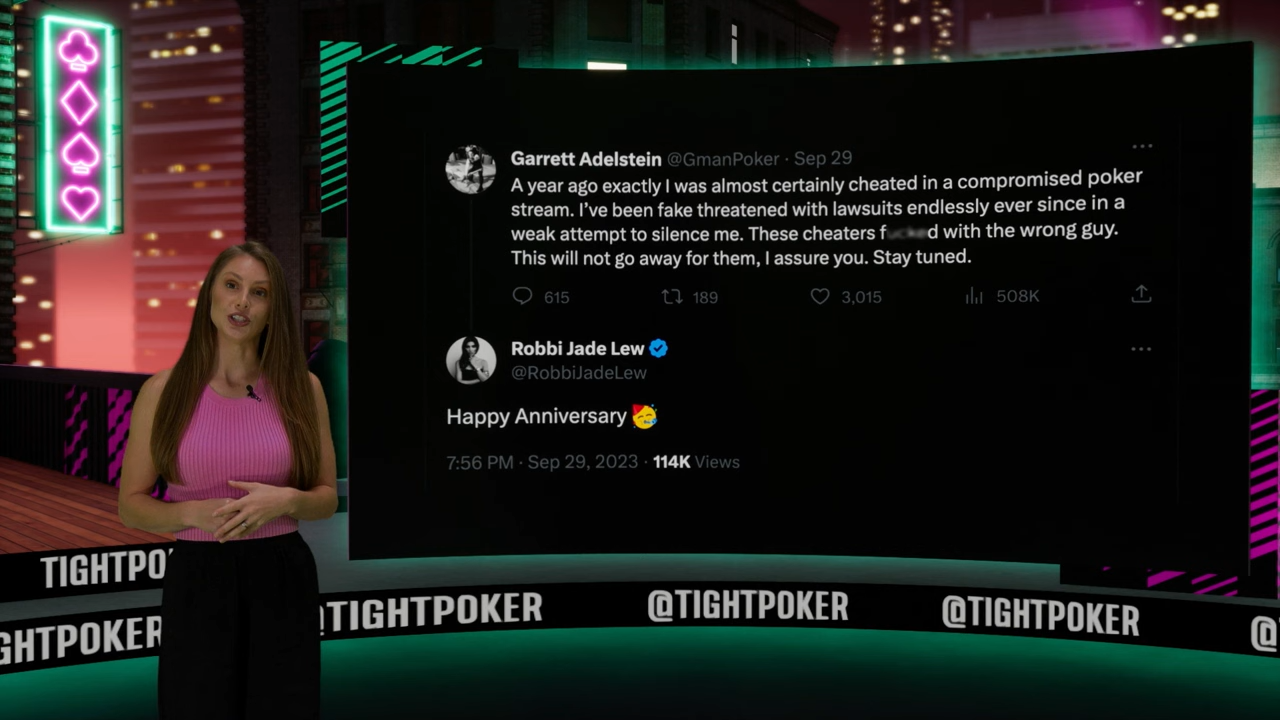 Garrett Adelstein @GmanPoker · Sep 29
A year ago exactly I was almost certainly cheated in a compromised poker
stream. I've been fake threatened with lawsuits endlessly ever since in a
weak attempt to silence me. These cheaters f d with the wrong guy.
This will not go away for them, I assure you. Stay tuned.
615 189 3,015 508K
Robbi Jade Lew
@RobbiJadeLew
Happy Anniversary 🥳
7:56 PM · Sep 29, 2023 · 114K Views
TIGHTPO
GHTPOKER
@TIGHTPOKER
@TIGHTPOKER
@TIGHTPOKER
@